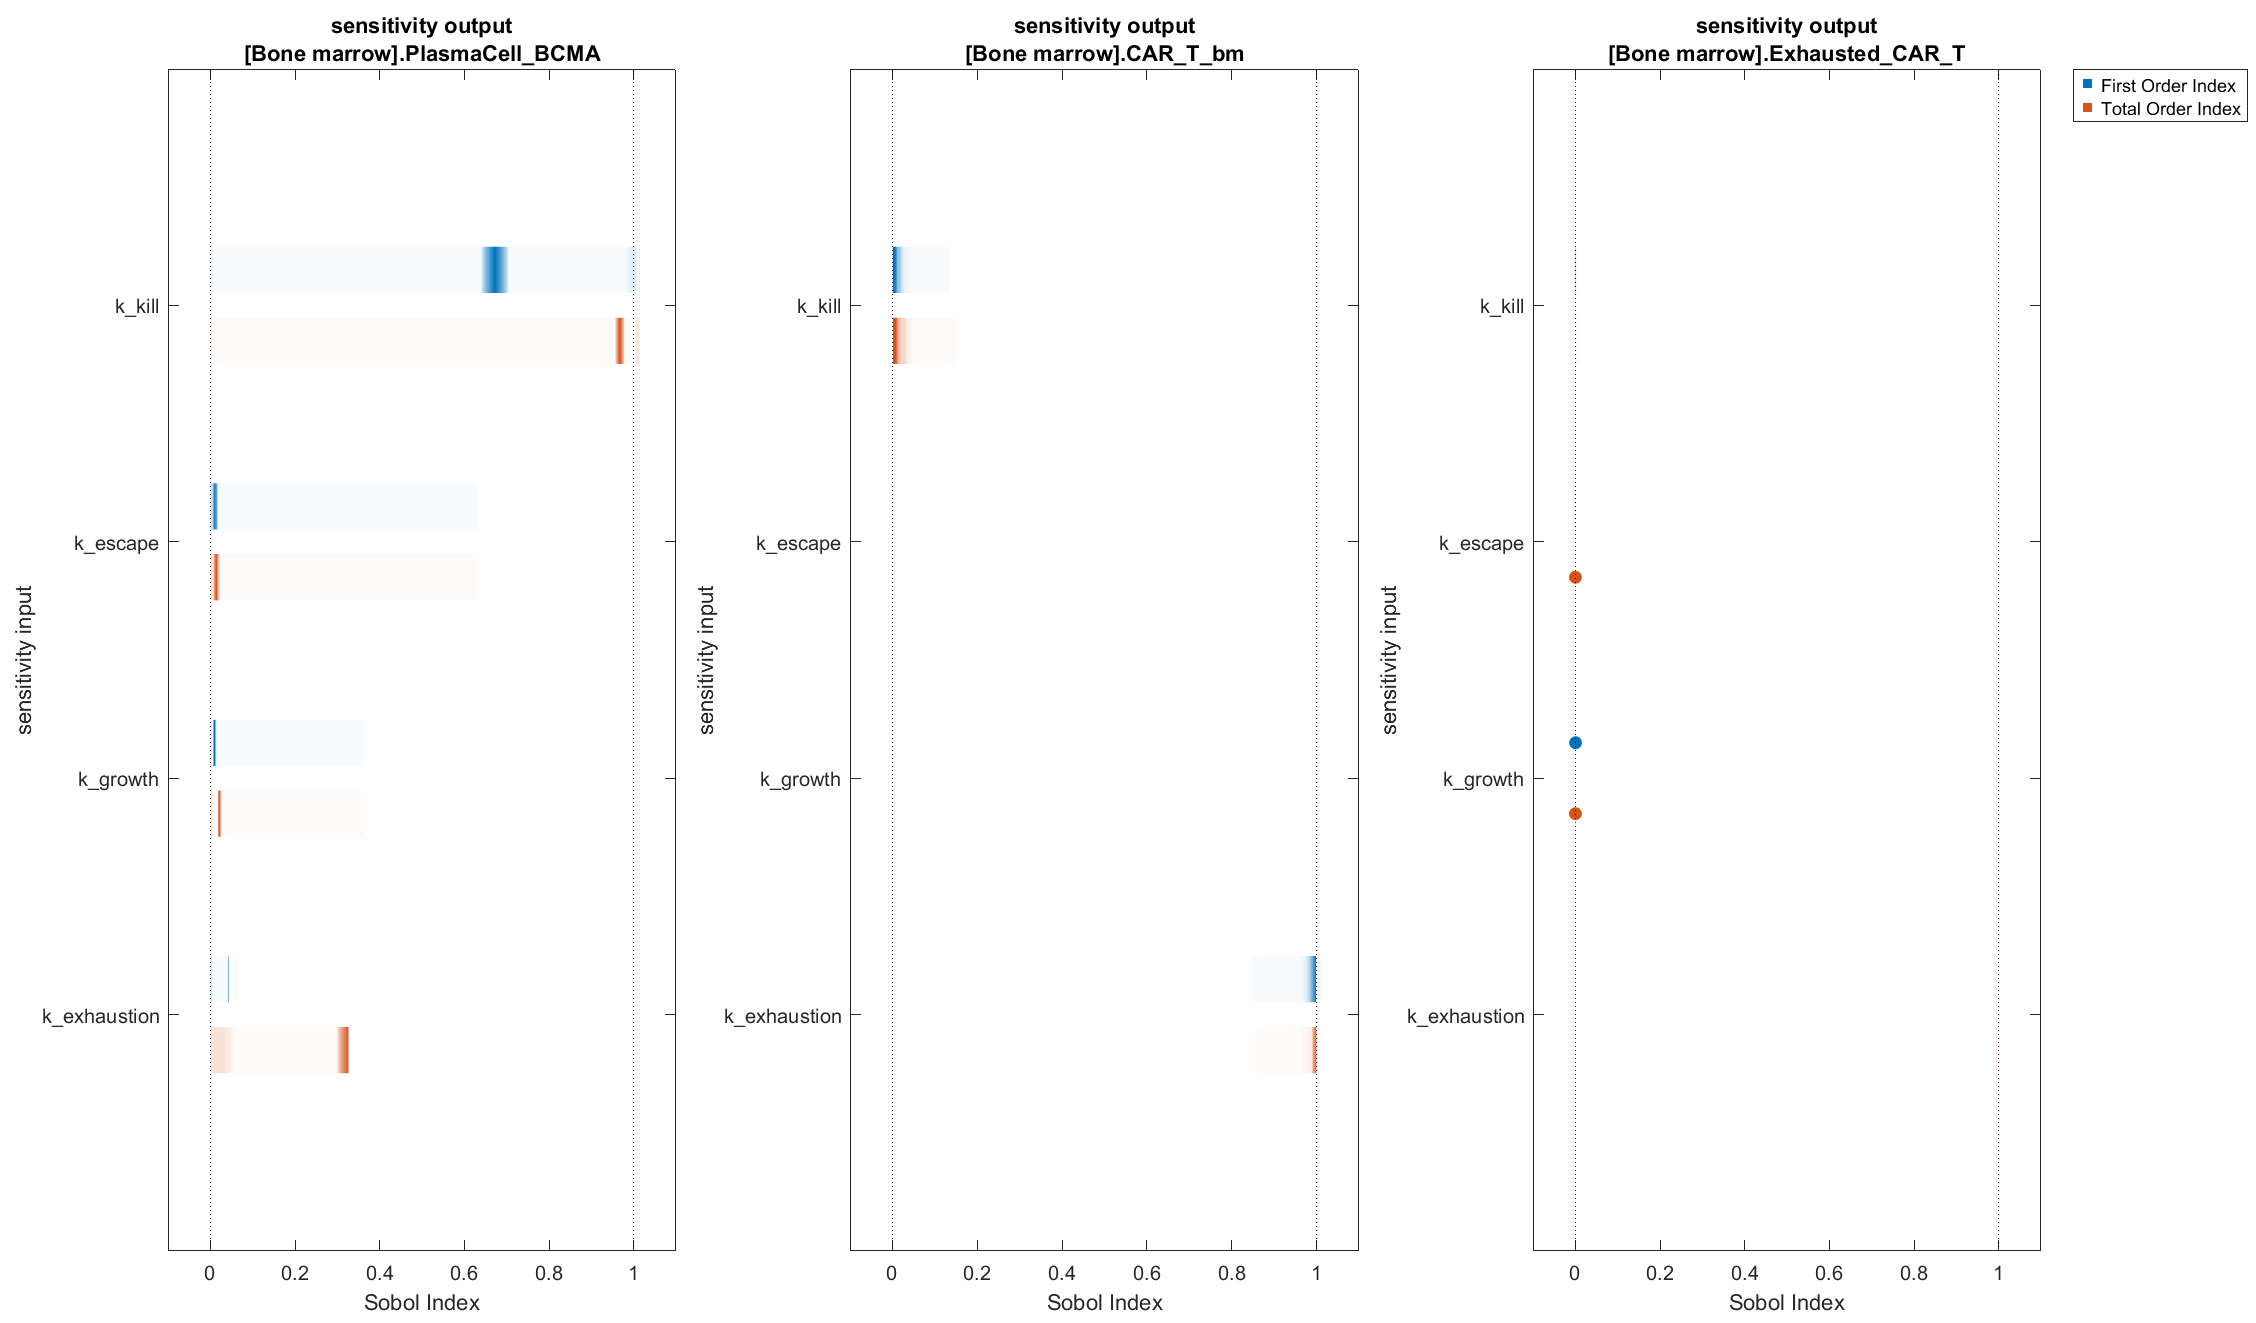 sensitivity output
[Bone marrow].PlasmaCell_BCMA
sensitivity input
k_kill
k_escape
k_growth
k_exhaustion
0 0.2 0.4 0.6 0.8 1
Sobol Index
sensitivity output
[Bone marrow].CAR_T_bm
sensitivity input
k_kill
k_escape
k_growth
k_exhaustion
0 0.2 0.4 0.6 0.8 1
Sobol Index
sensitivity output
[Bone marrow].Exhausted_CAR_T
sensitivity input
k_kill
k_escape
k_growth
k_exhaustion
0 0.2 0.4 0.6 0.8 1
Sobol Index
First Order Index
Total Order Index